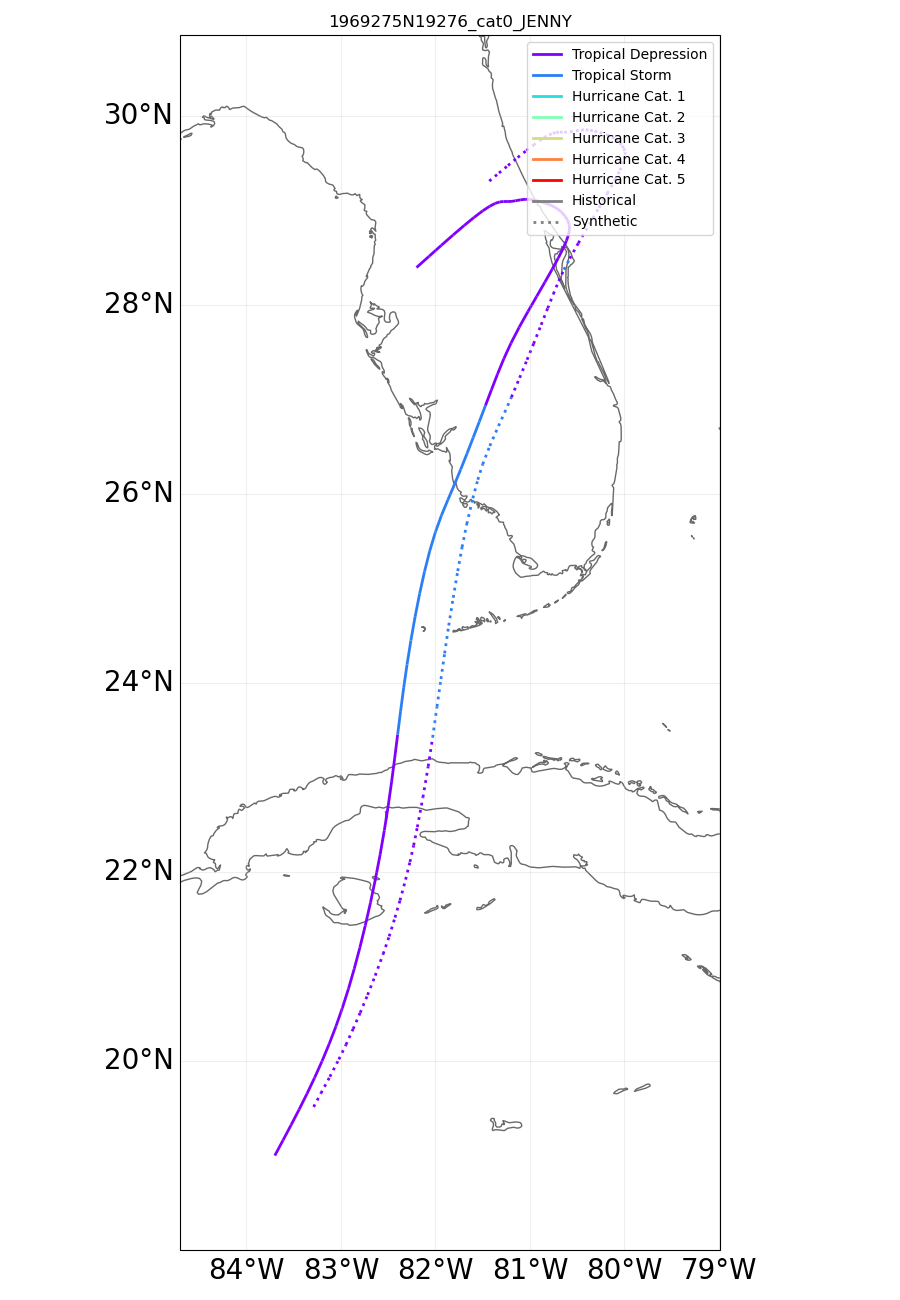 1969275N19276_cat0_JENNY
Tropical Depression
Tropical Storm
Hurricane Cat. 1
Hurricane Cat. 2
Hurricane Cat. 3
Hurricane Cat. 4
Hurricane Cat. 5
Historical
Synthetic
30°N
28°N
26°N
24°N
22°N
20°N
84°W 83°W 82°W 81°W 80°W 79°W